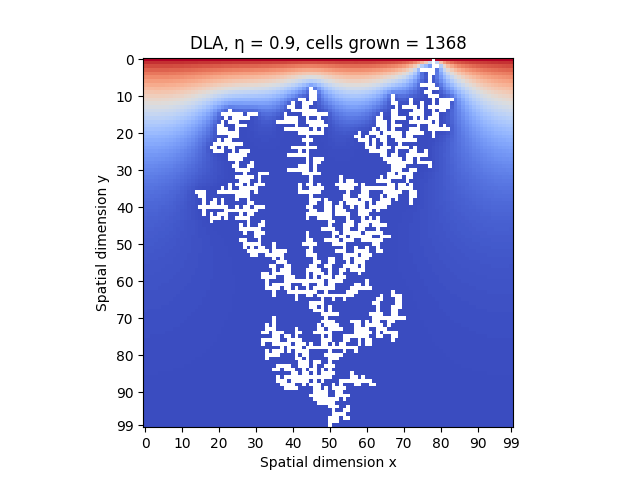 DLA, η = 0.9, cells grown = 1368
0
10
20
30
40
50
60
70
80
90
99
Spatial dimension y
0 10 20 30 40 50 60 70 80 90 99
Spatial dimension x